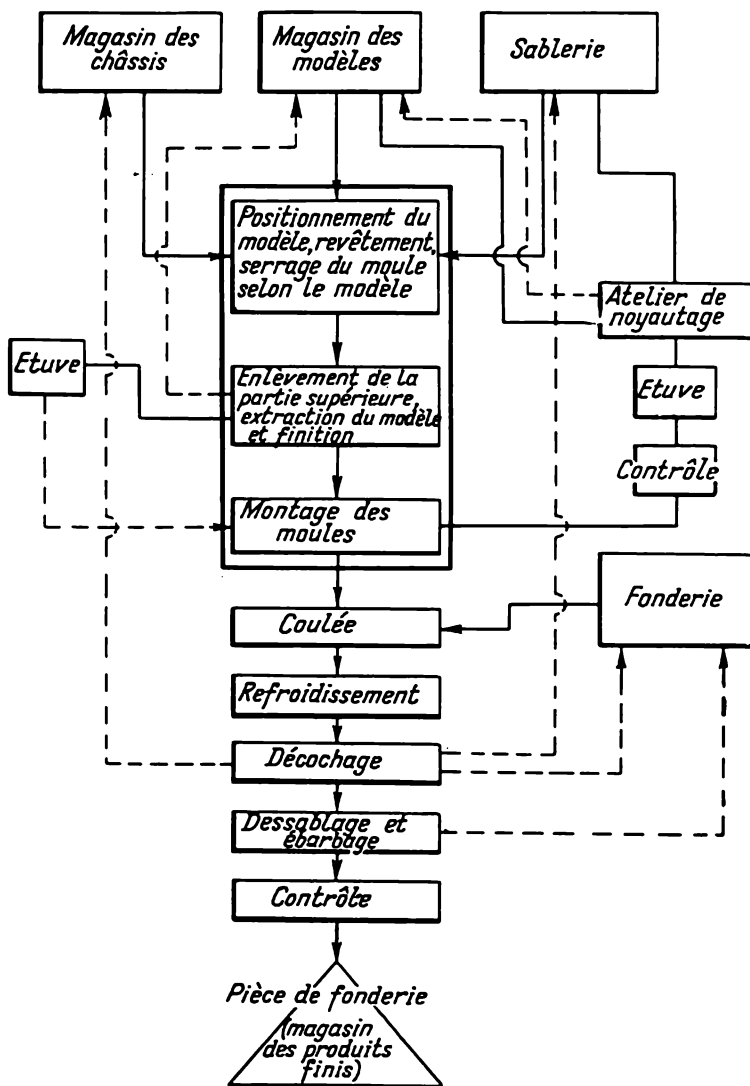 Magasin des
châssis
Magasin des
modèles
Sablerie
Positionnement du
modèle, revêtement,
serrage du moule
selon le modèle
Atelier de
noyautage
Etuve
Enlèvement de la
partie supérieure,
extraction du modèle
et finition
Etuve
Contrôle
Montage des
moules
Fonderie
Coulée
Refroidissement
Décochage
Dessablage et
ébarbage
Contrôte
Pièce de fonderie
(magasin
des produits
finis)